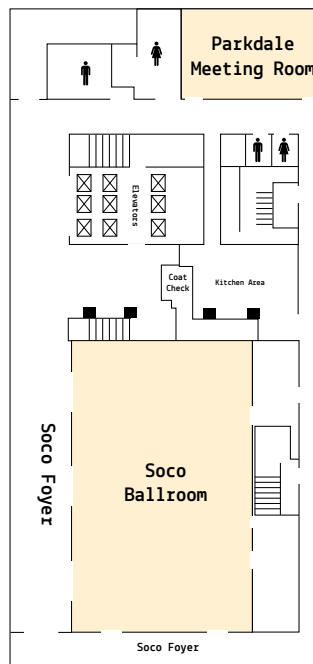 Parkdale
Meeting Room
Elevators
Coat
Check
Kitchen Area
Soco Foyer
Soco
Ballroom
Soco Foyer